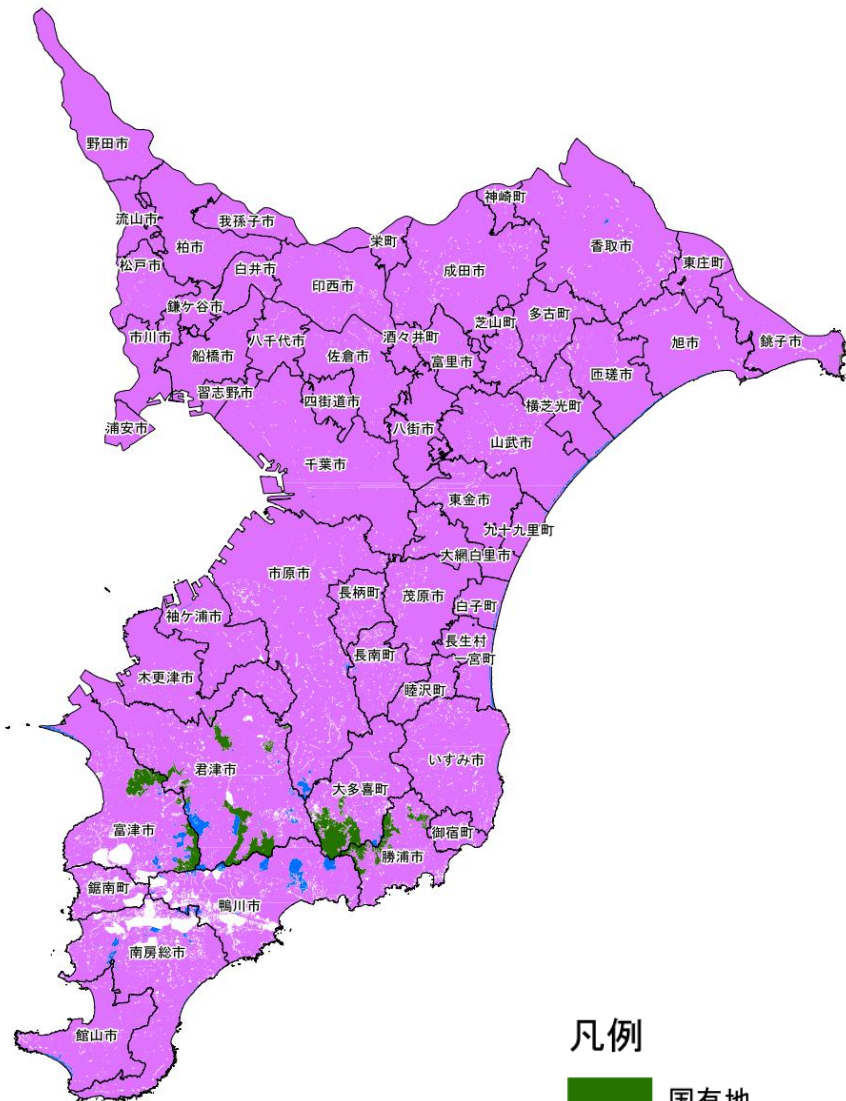 野田市
流山市
我孫子市
柏市
松戸市
白井市
印西市
栄町
神崎町
成田市
香取市
東庄町
鎌ケ谷市
市川市
船橋市
八千代市
佐倉市
酒々井町
富里市
芝山町
多古町
旭市
銚子市
匝瑳市
習志野市
四街道市
浦安市
八街市
横芝光町
山武市
千葉市
東金市
九十九里町
大網白里市
市原市
長柄町
茂原市
白子町
袖ケ浦市
長生村
長南町
一宮町
木更津市
睦沢町
君津市
いすみ市
大多喜町
富津市
御宿町
勝浦市
鋸南町
鴨川市
南房総市
館山市
凡例
国有地